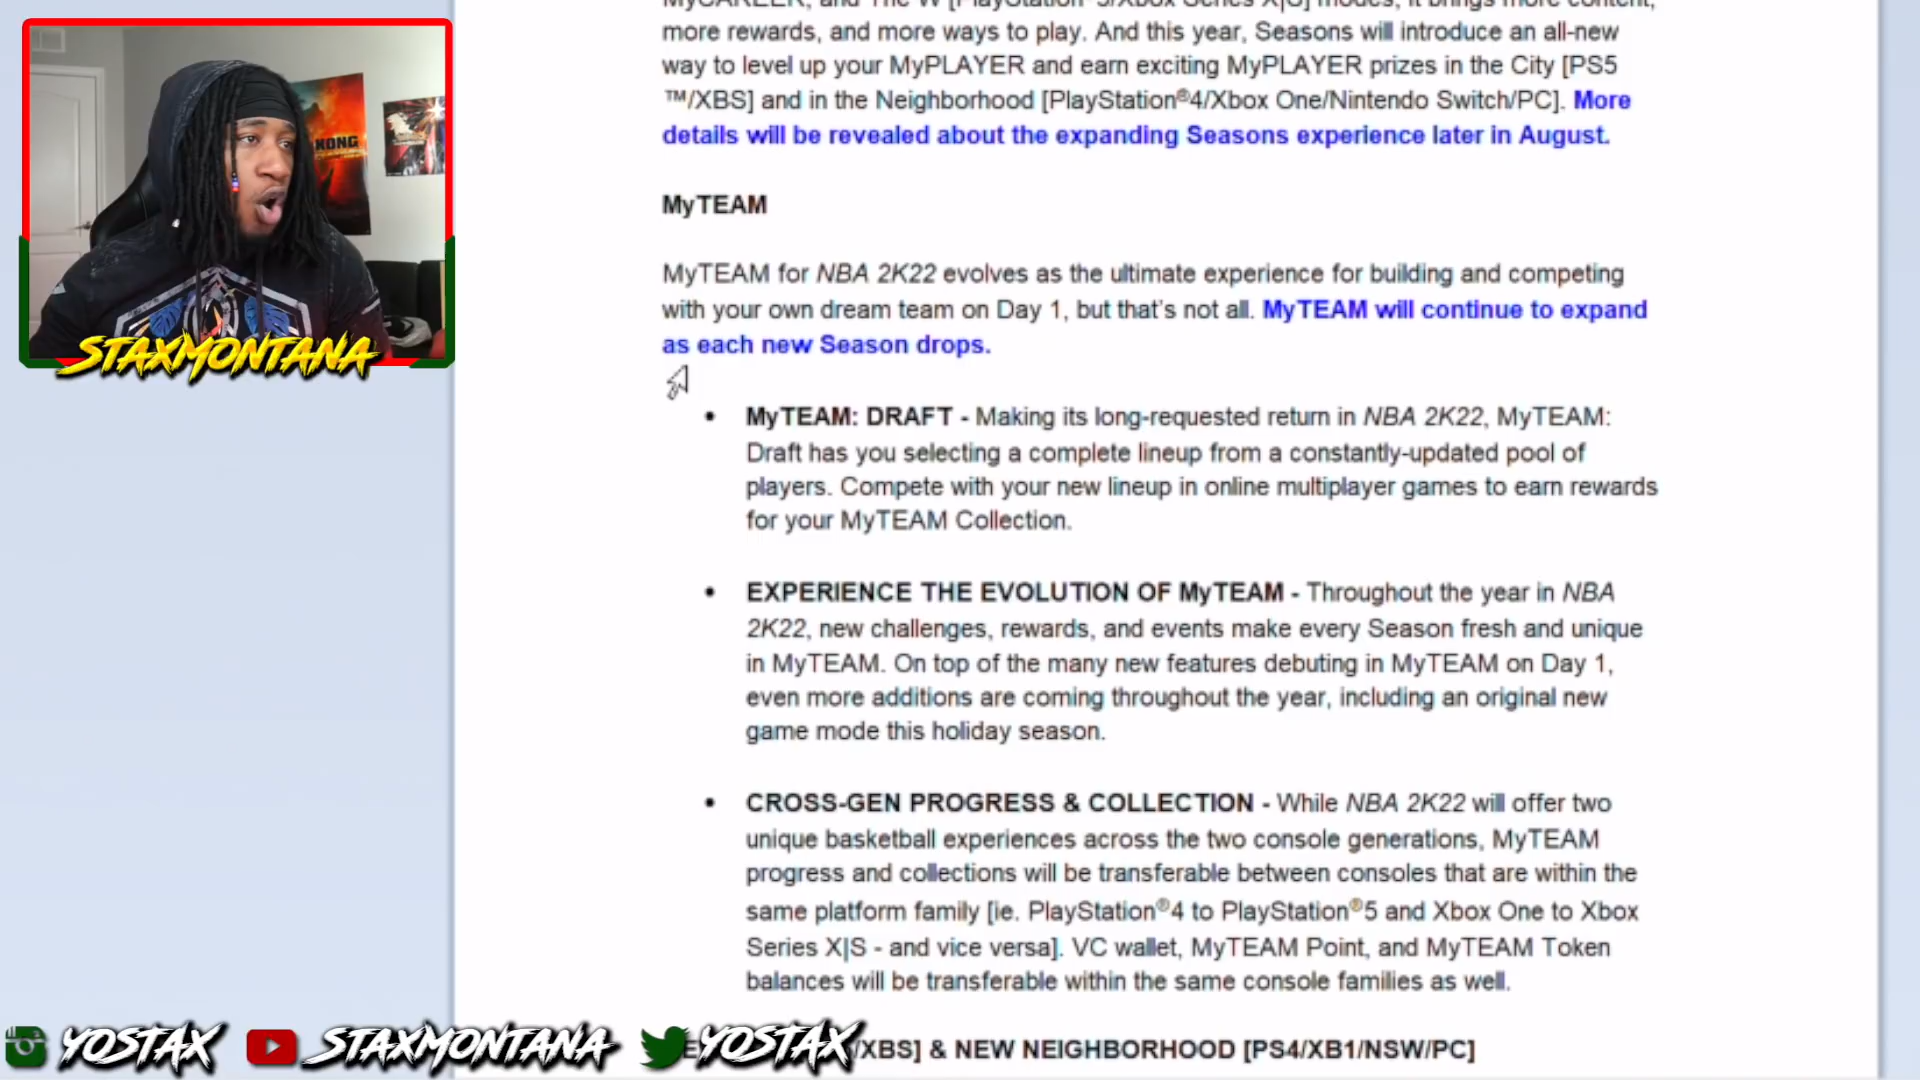 more rewards, and more ways to play. And this year, Seasons will introduce an all-new
way to level up your MyPLAYER and earn exciting MyPLAYER prizes in the City [PS5
™/XBS] and in the Neighborhood [PlayStation®4/Xbox One/Nintendo Switch/PC]. More
details will be revealed about the expanding Seasons experience later in August.
KONG
MyTEAM
MyTEAM for NBA 2K22 evolves as the ultimate experience for building and competing
with your own dream team on Day 1, but that's not all. MyTEAM will continue to expand
as each new Season drops.
STAXMONTANA
• MyTEAM: DRAFT - Making its long-requested return in NBA 2K22, MyTEAM:
Draft has you selecting a complete lineup from a constantly-updated pool of
players. Compete with your new lineup in online multiplayer games to earn rewards
for your MyTEAM Collection.
• EXPERIENCE THE EVOLUTION OF MyTEAM - Throughout the year in NBA
2K22, new challenges, rewards, and events make every Season fresh and unique
in MyTEAM. On top of the many new features debuting in MyTEAM on Day 1,
even more additions are coming throughout the year, including an original new
game mode this holiday season.
• CROSS-GEN PROGRESS & COLLECTION - While NBA 2K22 will offer two
unique basketball experiences across the two console generations, MyTEAM
progress and collections will be transferable between consoles that are within the
same platform family [ie. PlayStation®4 to PlayStation®5 and Xbox One to Xbox
Series X|S - and vice versa]. VC wallet, MyTEAM Point, and MyTEAM Token
balances will be transferable within the same console families as well.
/XBS] & NEW NEIGHBORHOOD [PS4/XB1/NSW/PC]
YOSTAX STAXMONTANA YOSTAX